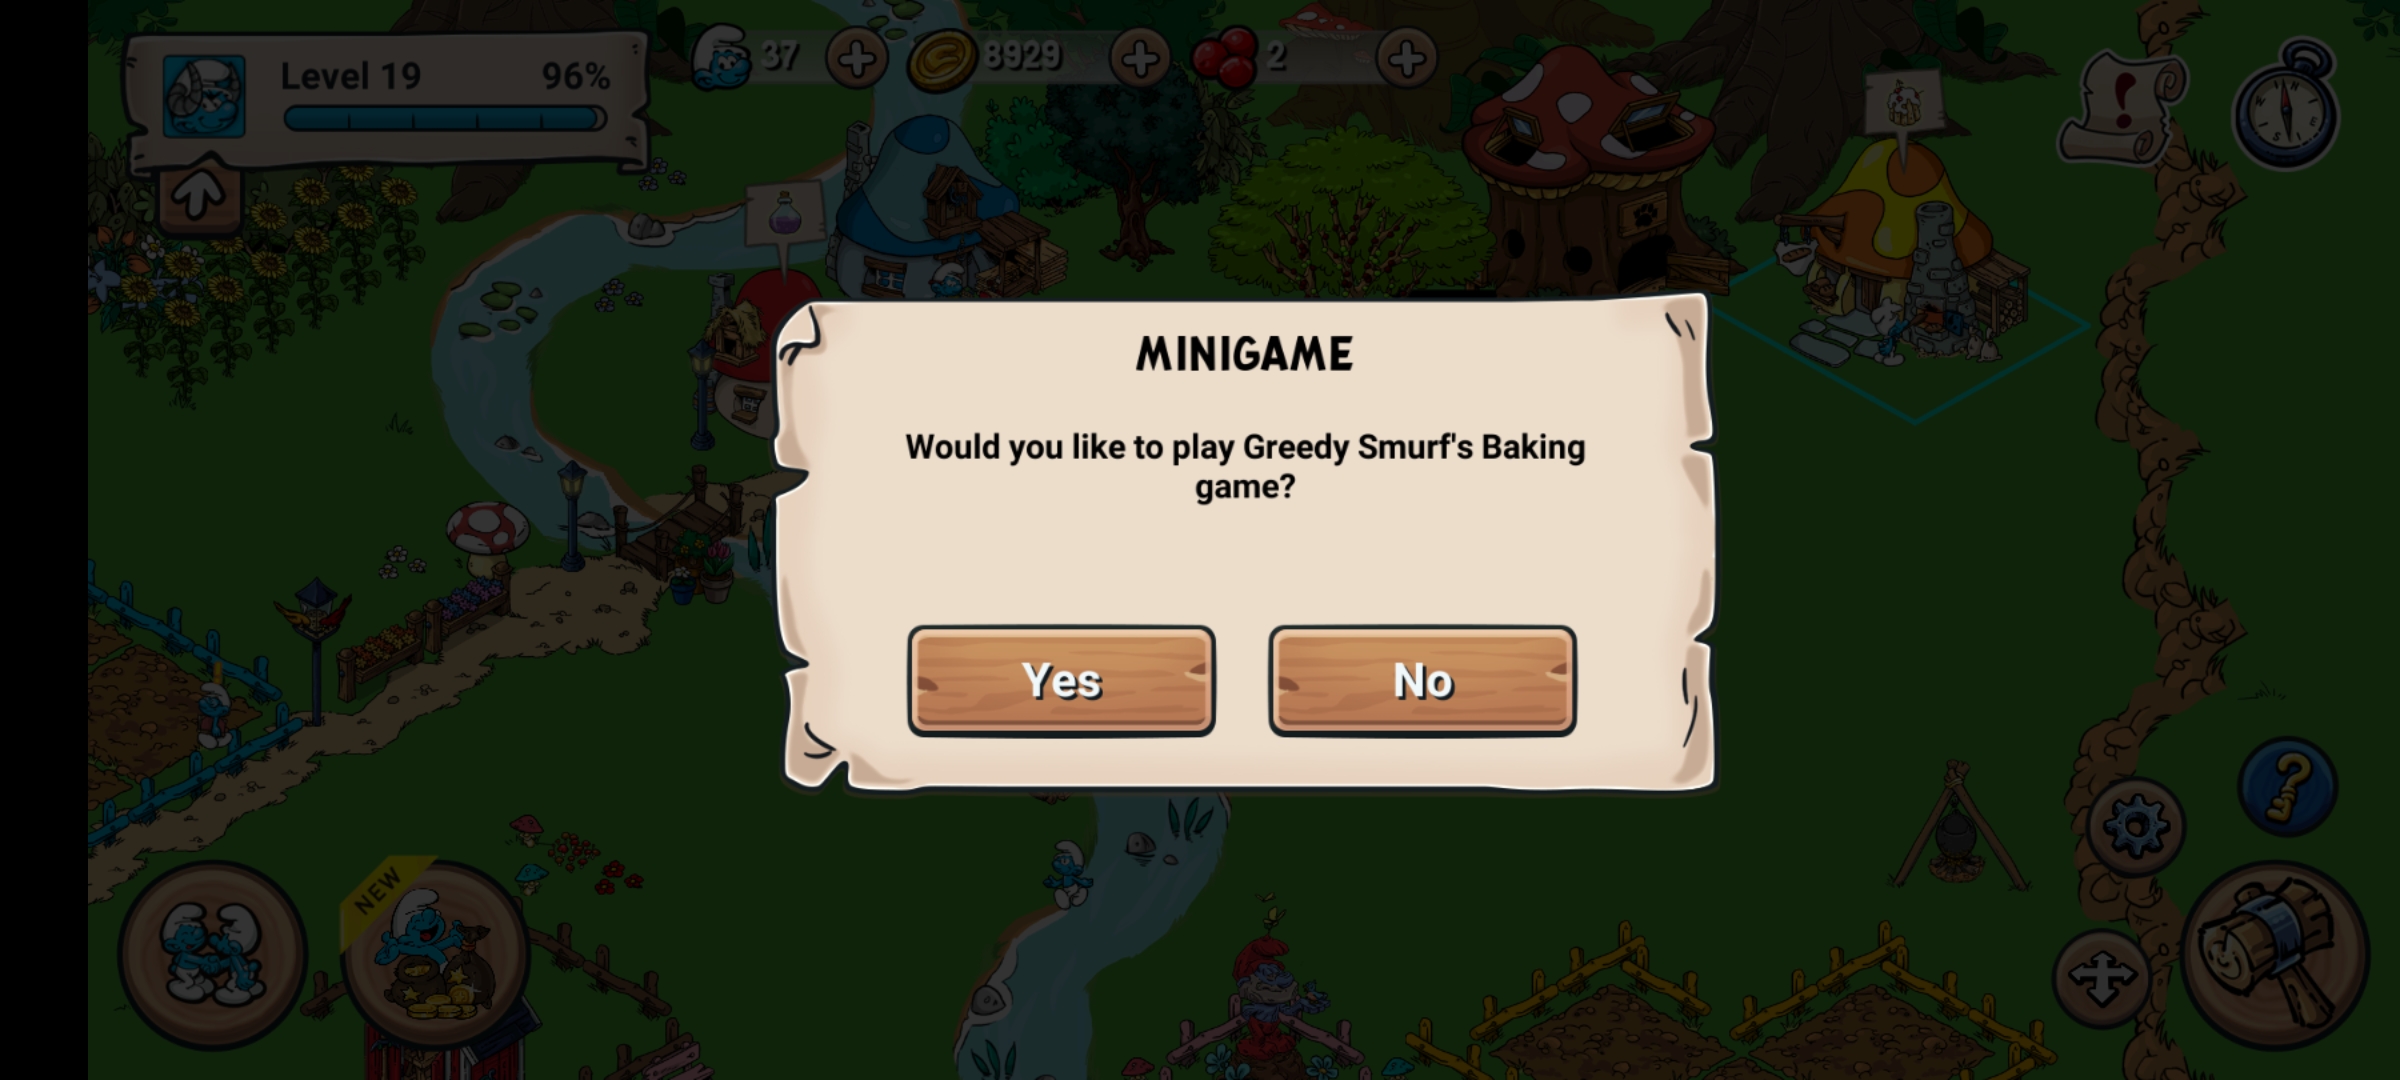 Level 19 96%
37
8929
2
MINIGAME
Would you like to play Greedy Smurf's Baking
game?
Yes
No
NEW